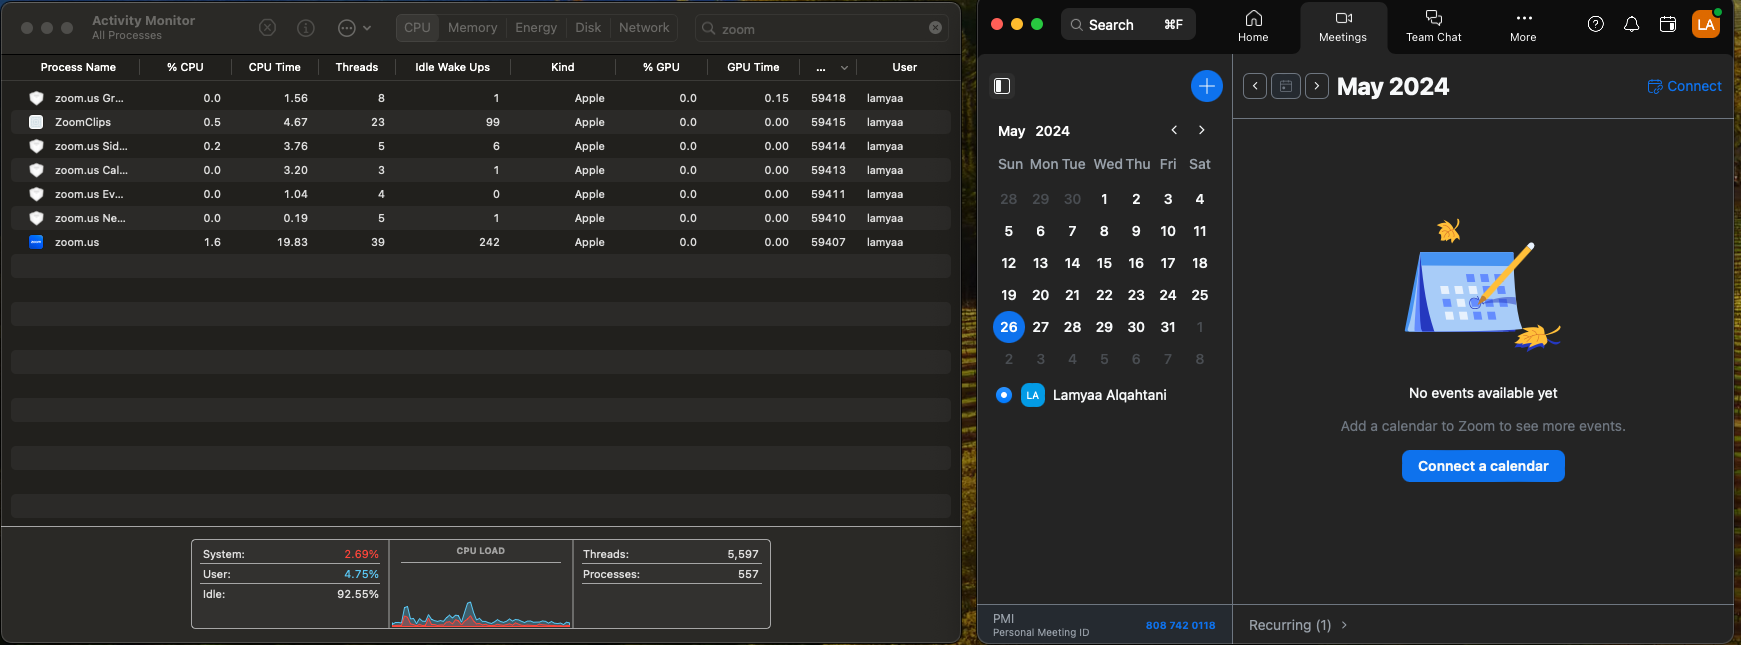 Activity Monitor
All Processes
CPU Memory Energy Disk Network
zoom
Process Name % CPU CPU Time Threads Idle Wake Ups Kind % GPU GPU Time ... User
zoom.us Gr... 0.0 1.56 8 1 Apple 0.0 0.15 59418 lamyaa
ZoomClips 0.5 4.67 23 99 Apple 0.0 0.00 59415 lamyaa
zoom.us Sid... 0.2 3.76 5 6 Apple 0.0 0.00 59414 lamyaa
zoom.us Cal... 0.0 3.20 3 1 Apple 0.0 0.00 59413 lamyaa
zoom.us Ev... 0.0 1.04 4 0 Apple 0.0 0.00 59411 lamyaa
zoom.us Ne... 0.0 0.19 5 1 Apple 0.0 0.00 59410 lamyaa
zoom.us 1.6 19.83 39 242 Apple 0.0 0.00 59407 lamyaa
System: 2.69%
User: 4.75%
Idle: 92.55%
CPU LOAD
Threads: 5,597
Processes: 557
Search ⌘F
Home
Meetings
Team Chat
More
LA
May 2024
Sun Mon Tue Wed Thu Fri Sat
28 29 30 1 2 3 4
5 6 7 8 9 10 11
12 13 14 15 16 17 18
19 20 21 22 23 24 25
26 27 28 29 30 31 1
2 3 4 5 6 7 8
LA Lamyaa Alqahtani
PMI
Personal Meeting ID
808 742 0118
May 2024
Connect
No events available yet
Add a calendar to Zoom to see more events.
Connect a calendar
Recurring (1)